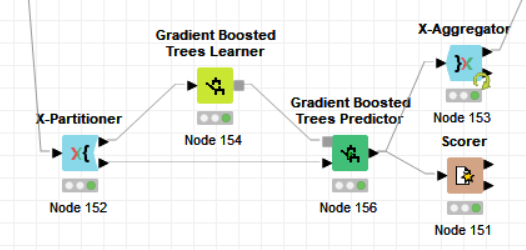 X-Aggregator
Gradient Boosted
Trees Learner
X-Partitioner
Gradient Boosted
Trees Predictor
Node 153
Node 154
Scorer
Node 152
Node 156
Node 151